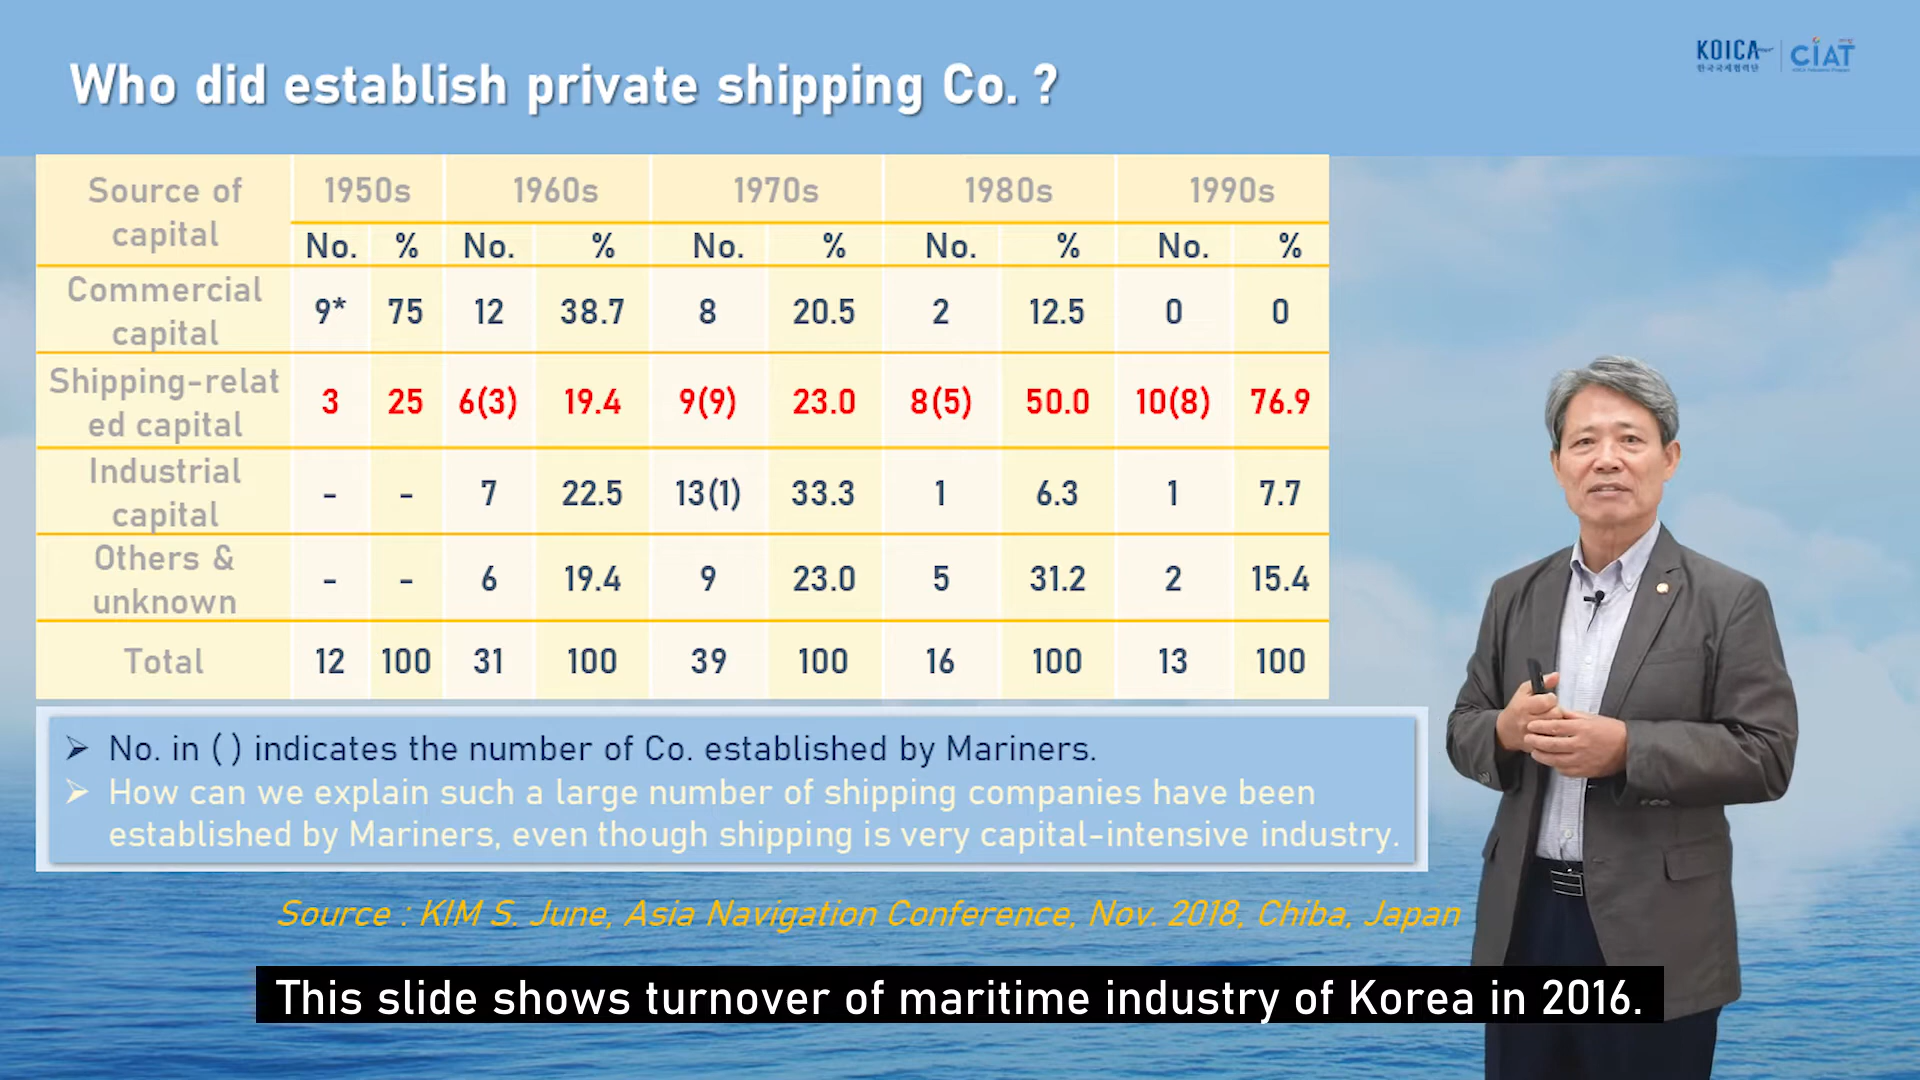 Who did establish private shipping Co. ?
KOICA
한국국제협력단
CIAT
Source of capital 1950s 1960s 1970s 1980s 1990s
No. % No. % No. % No. % No. %
Commercial capital 9* 75 12 38.7 8 20.5 2 12.5 0 0
Shipping-related capital 3 25 6(3) 19.4 9(9) 23.0 8(5) 50.0 10(8) 76.9
Industrial capital - - 7 22.5 13(1) 33.3 1 6.3 1 7.7
Others & unknown - - 6 19.4 9 23.0 5 31.2 2 15.4
Total 12 100 31 100 39 100 16 100 13 100
➢ No. in ( ) indicates the number of Co. established by Mariners.
➢ How can we explain such a large number of shipping companies have been
established by Mariners, even though shipping is very capital-intensive industry.
Source : KIM S. June, Asia Navigation Conference, Nov. 2018, Chiba, Japan
This slide shows turnover of maritime industry of Korea in 2016.